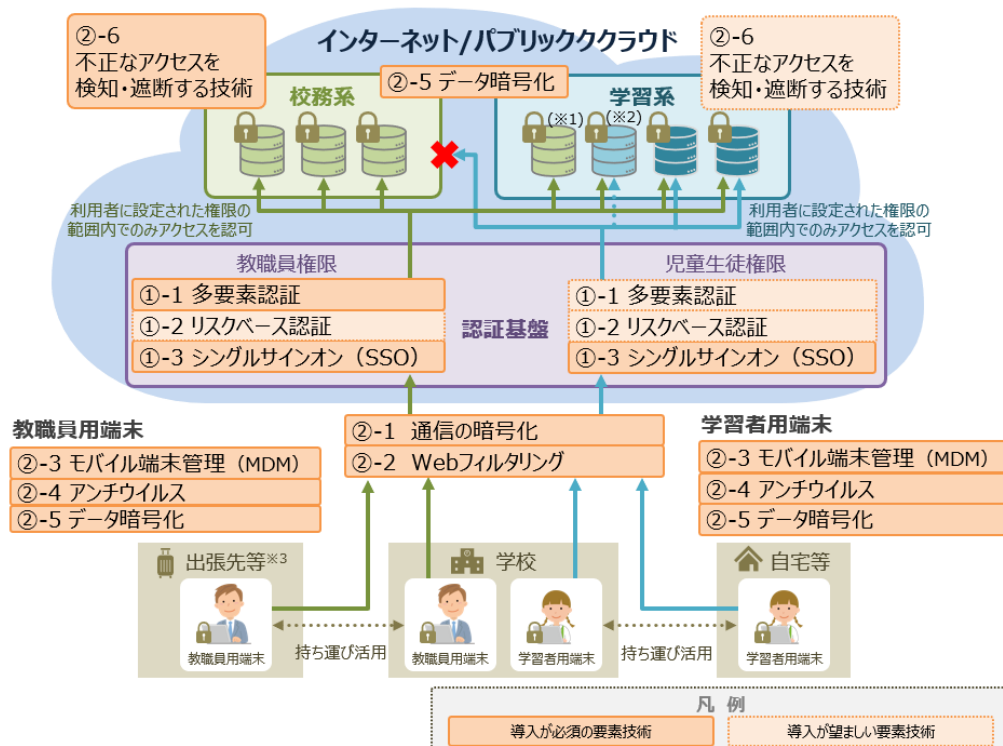 インターネット/パブリッククラウド
②-6
不正なアクセスを
検知・遮断する技術
②-5 データ暗号化
②-6
不正なアクセスを
検知・遮断する技術
校務系
学習系
(※1)
(※2)
利用者に設定された権限の
範囲内でのみアクセスを認可
利用者に設定された権限の
範囲内でのみアクセスを認可
教職員権限
①-1 多要素認証
①-2 リスクベース認証
①-3 シングルサインオン（SSO）
認証基盤
児童生徒権限
①-1 多要素認証
①-2 リスクベース認証
①-3 シングルサインオン（SSO）
教職員用端末
②-3 モバイル端末管理（MDM）
②-4 アンチウイルス
②-5 データ暗号化
②-1 通信の暗号化
②-2 Webフィルタリング
学習者用端末
②-3 モバイル端末管理（MDM）
②-4 アンチウイルス
②-5 データ暗号化
出張先等※3
学校
自宅等
教職員用端末
持ち運び活用
教職員用端末
学習者用端末
持ち運び活用
学習者用端末
凡 例
導入が必須の要素技術
導入が望ましい要素技術